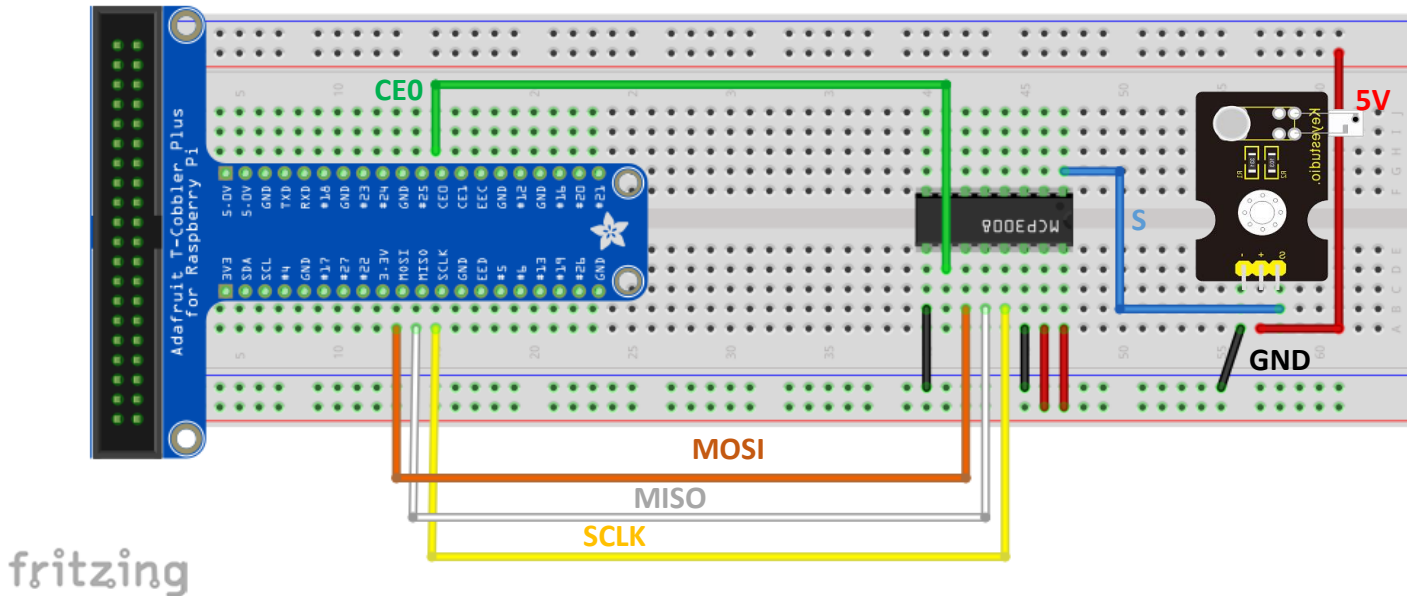 CE0
5V
S
GND
MOSI
MISO
SCLK
Adafruit T-Cobbler Plus
for Raspberry Pi
5.0V 5.0V GND TXD RXD #18 GND #23 #24 GND #25 CE0 CE1 EEC GND #12 GND #16 #20 #21
3V3 SDA SCL #4 GND #17 #27 #22 3.3V MOSI MISO SCLK GND EED #5 #6 #13 #19 #26 GND
MCP3008
Keyestudio.
- + S
5 10 45 50
J
I
H
G
F
E
D
C
B
A
5 10 20 25 30 35 50 55 60
fritzing